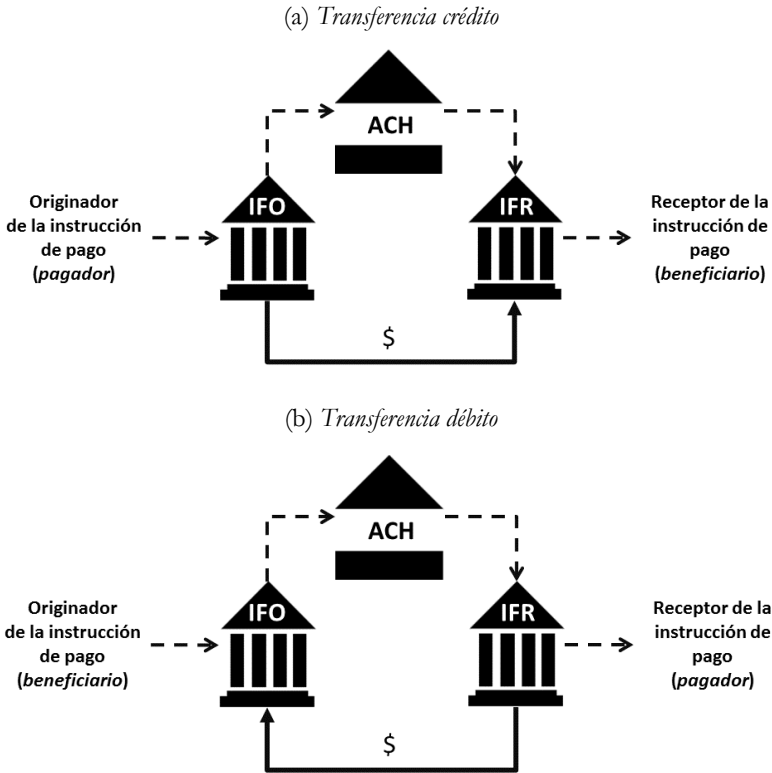 (a) Transferencia crédito
ACH
IFO
IFR
Originador
de la instrucción
de pago
(pagador)
Receptor de la
instrucción de
pago
(beneficiario)
$
(b) Transferencia débito
ACH
IFO
IFR
Originador
de la instrucción
de pago
(beneficiario)
Receptor de la
instrucción de
pago
(pagador)
$